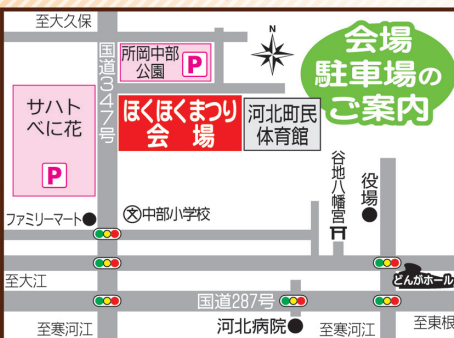 至大久保
国道347号
所岡中部
公園 P
N
会場
駐車場の
ご案内
サハト
べに花
P
ほくほくまつり
会場
河北町民
体育館
谷地八幡宮
役場
ファミリーマート
文中部小学校
至大江
どんがホール
国道287号
至寒河江
河北病院
至寒河江
至東根